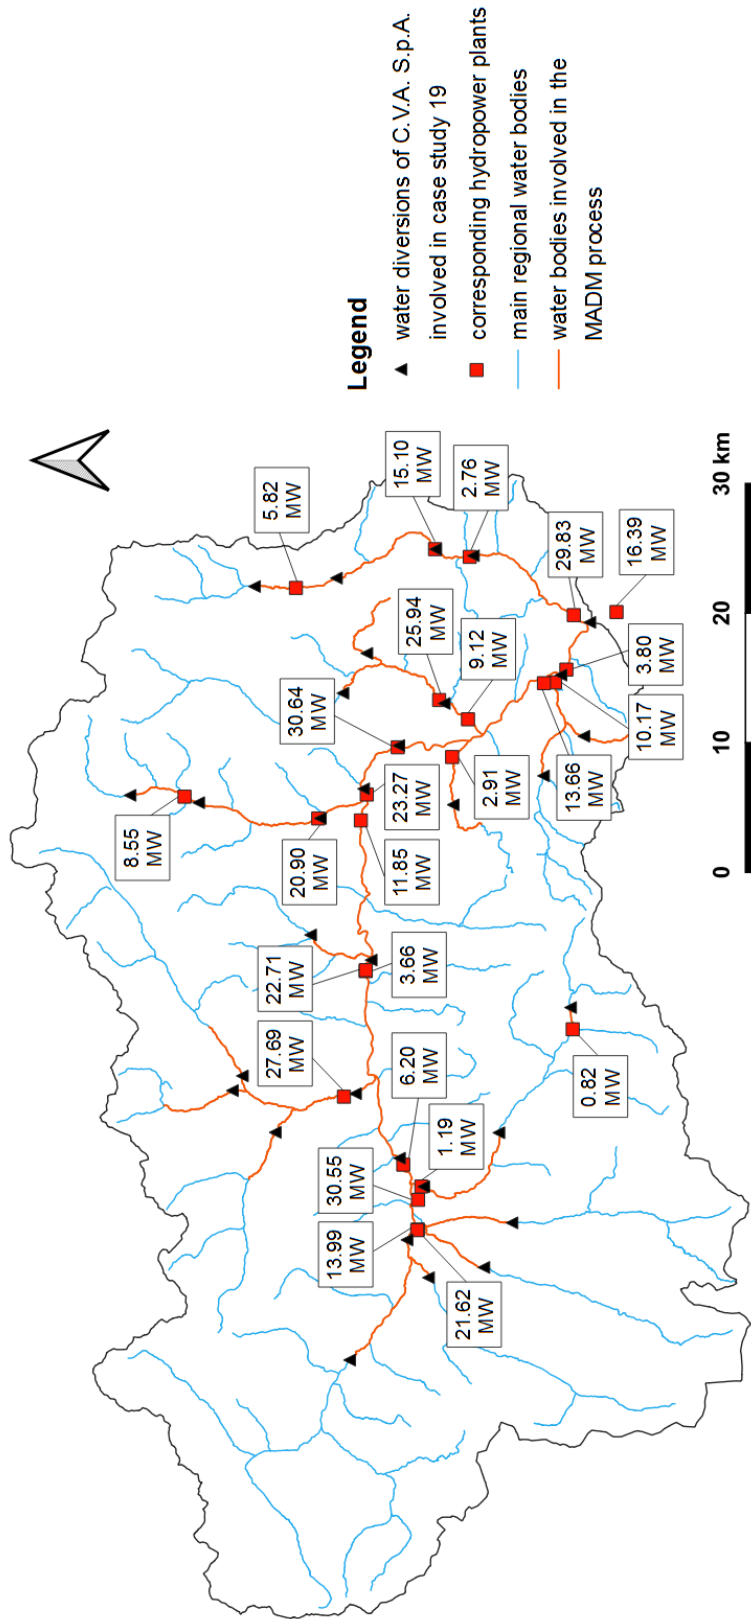 8.55
MW
5.82
MW
27.69
MW
22.71
MW
20.90
MW
30.64
MW
25.94
MW
15.10
MW
13.99
MW
30.55
MW
6.20
MW
3.66
MW
11.85
MW
23.27
MW
9.12
MW
2.76
MW
21.62
MW
1.19
MW
2.91
MW
29.83
MW
0.82
MW
13.66
MW
10.17
MW
3.80
MW
16.39
MW
0
10
20
30 km
Legend
water diversions of C.V.A. S.p.A.
involved in case study 19
corresponding hydropower plants
main regional water bodies
water bodies involved in the
MADM process